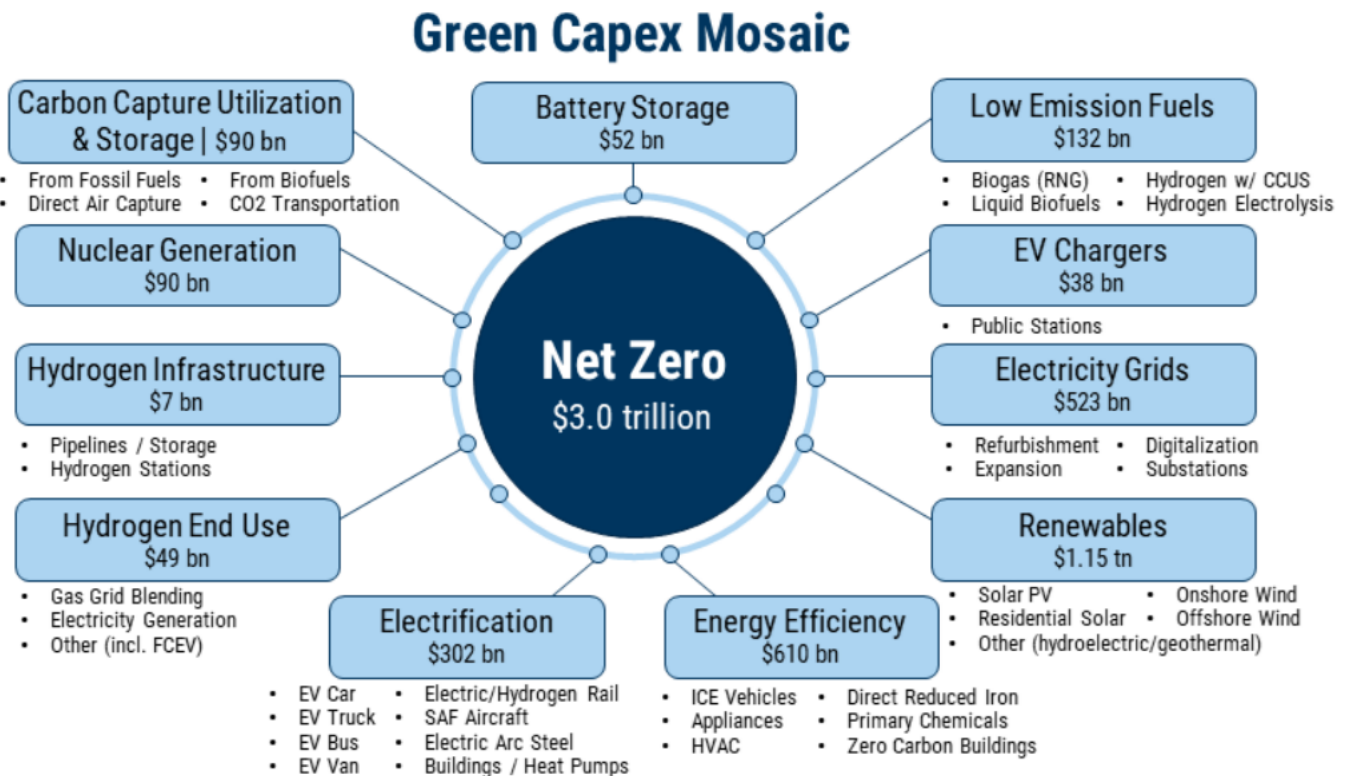 Green Capex Mosaic
Carbon Capture Utilization
& Storage | $90 bn
• From Fossil Fuels • From Biofuels
• Direct Air Capture • CO2 Transportation
Battery Storage
$52 bn
Low Emission Fuels
$132 bn
• Biogas (RNG) • Hydrogen w/ CCUS
• Liquid Biofuels • Hydrogen Electrolysis
Nuclear Generation
$90 bn
EV Chargers
$38 bn
• Public Stations
Hydrogen Infrastructure
$7 bn
• Pipelines / Storage
• Hydrogen Stations
Net Zero
$3.0 trillion
Electricity Grids
$523 bn
• Refurbishment • Digitalization
• Expansion • Substations
Hydrogen End Use
$49 bn
• Gas Grid Blending
• Electricity Generation
• Other (incl. FCEV)
Renewables
$1.15 tn
• Solar PV • Onshore Wind
• Residential Solar • Offshore Wind
• Other (hydroelectric/geothermal)
Electrification
$302 bn
• EV Car • Electric/Hydrogen Rail
• EV Truck • SAF Aircraft
• EV Bus • Electric Arc Steel
• EV Van • Buildings / Heat Pumps
Energy Efficiency
$610 bn
• ICE Vehicles • Direct Reduced Iron
• Appliances • Primary Chemicals
• HVAC • Zero Carbon Buildings